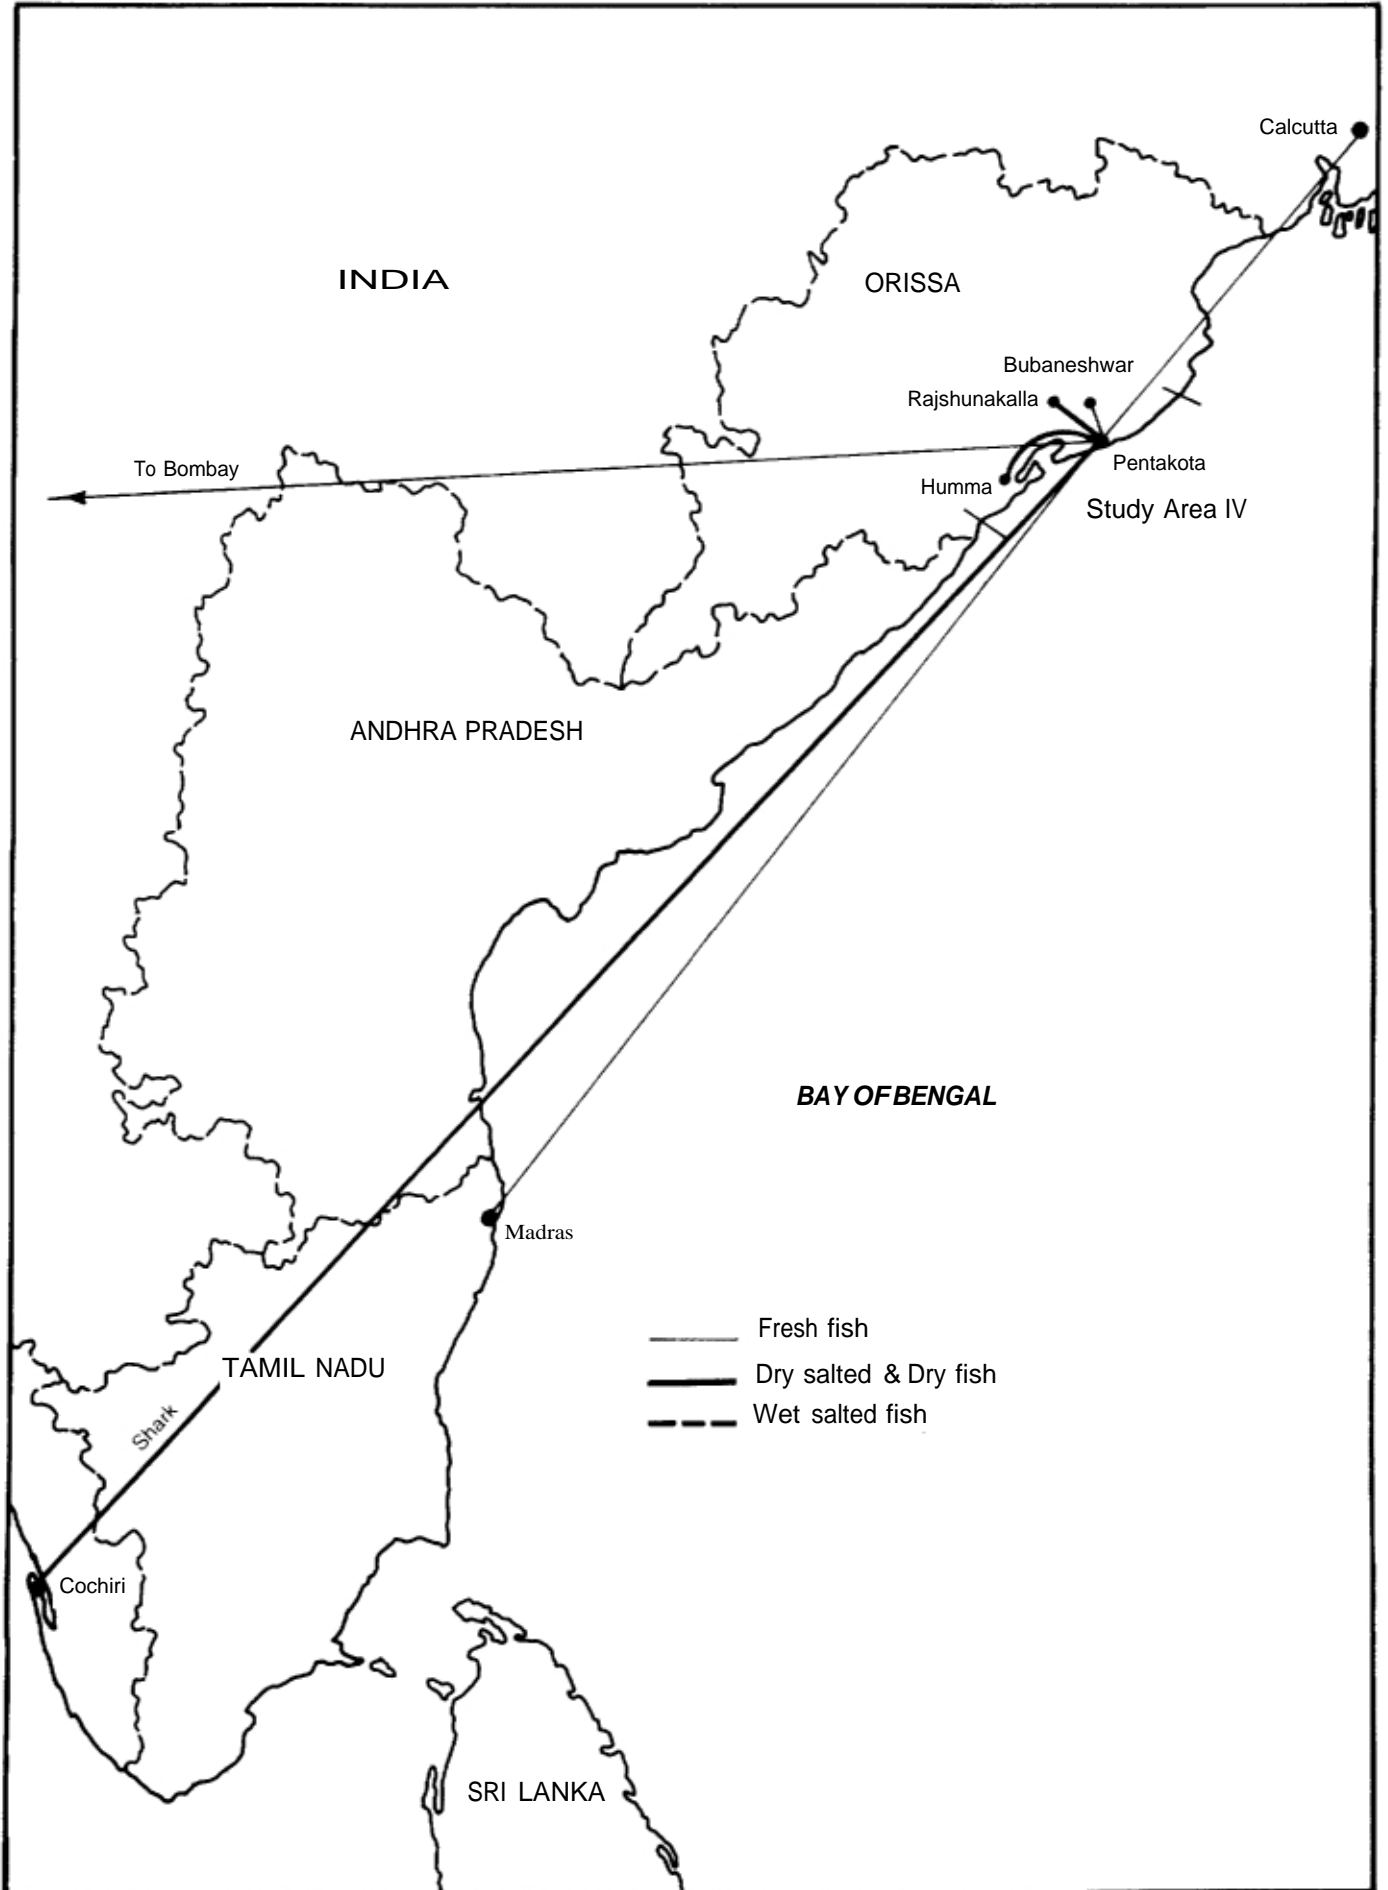 Calcutta
INDIA
ORISSA
Bubaneshwar
Rajshunakalla
To Bombay
Pentakota
Humma
Study Area IV
ANDHRA PRADESH
BAY OF BENGAL
Madras
Fresh fish
Dry salted & Dry fish
TAMIL NADU
Wet salted fish
Shark
Cochiri
SRI LANKA